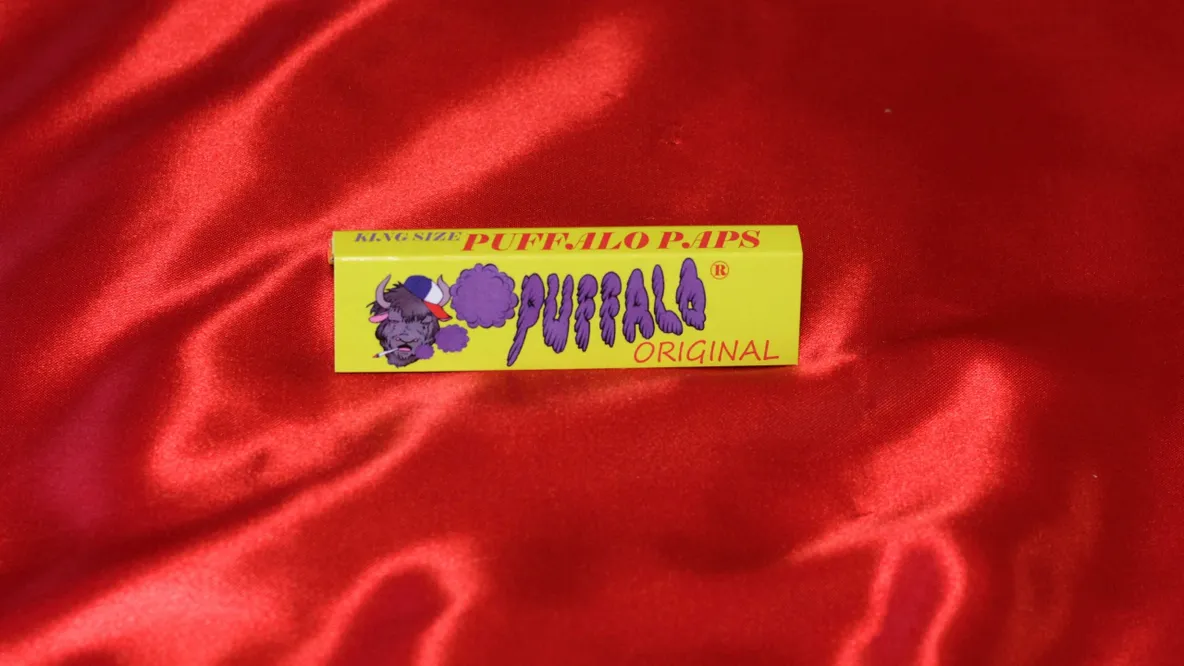 KING SIZE PUFFALO PAPS
PUFFALO ®
ORIGINAL